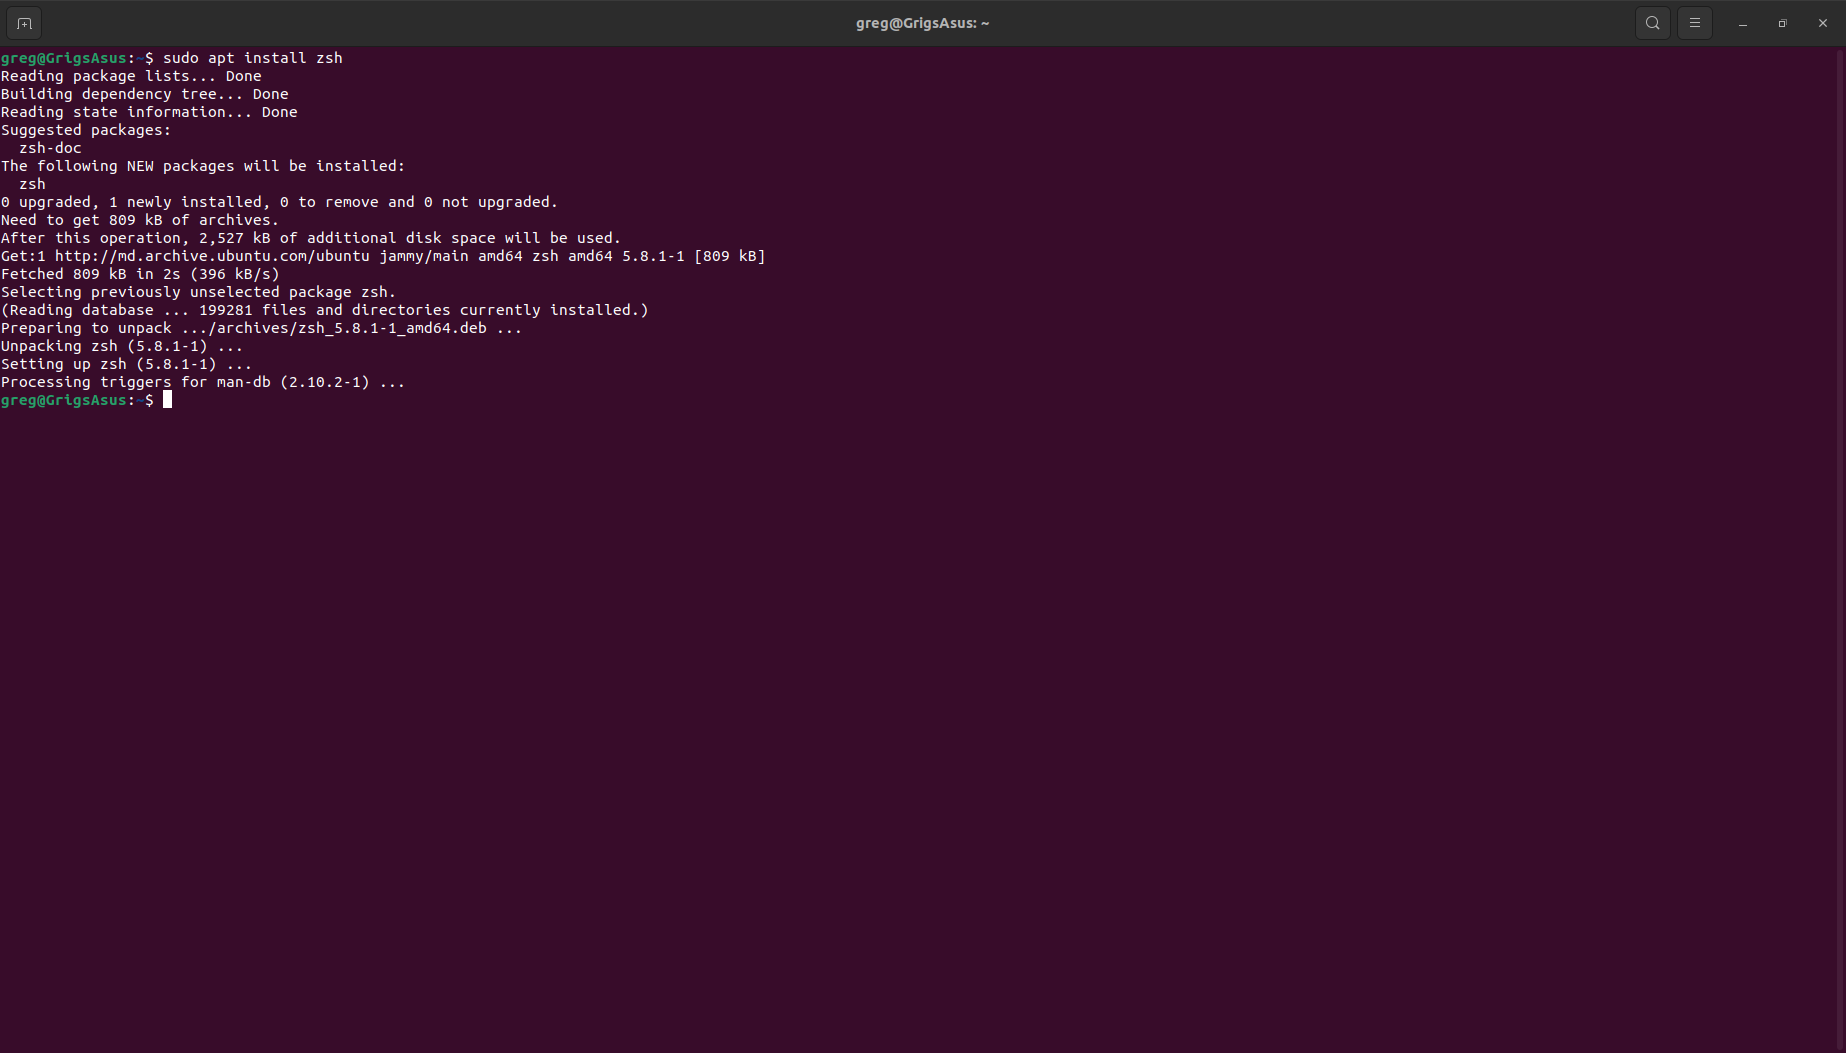 greg@GrigsAsus: ~
greg@GrigsAsus:~$ sudo apt install zsh
Reading package lists... Done
Building dependency tree... Done
Reading state information... Done
Suggested packages:
  zsh-doc
The following NEW packages will be installed:
  zsh
0 upgraded, 1 newly installed, 0 to remove and 0 not upgraded.
Need to get 809 kB of archives.
After this operation, 2,527 kB of additional disk space will be used.
Get:1 http://md.archive.ubuntu.com/ubuntu jammy/main amd64 zsh amd64 5.8.1-1 [809 kB]
Fetched 809 kB in 2s (396 kB/s)
Selecting previously unselected package zsh.
(Reading database ... 199281 files and directories currently installed.)
Preparing to unpack .../archives/zsh_5.8.1-1_amd64.deb ...
Unpacking zsh (5.8.1-1) ...
Setting up zsh (5.8.1-1) ...
Processing triggers for man-db (2.10.2-1) ...
greg@GrigsAsus:~$